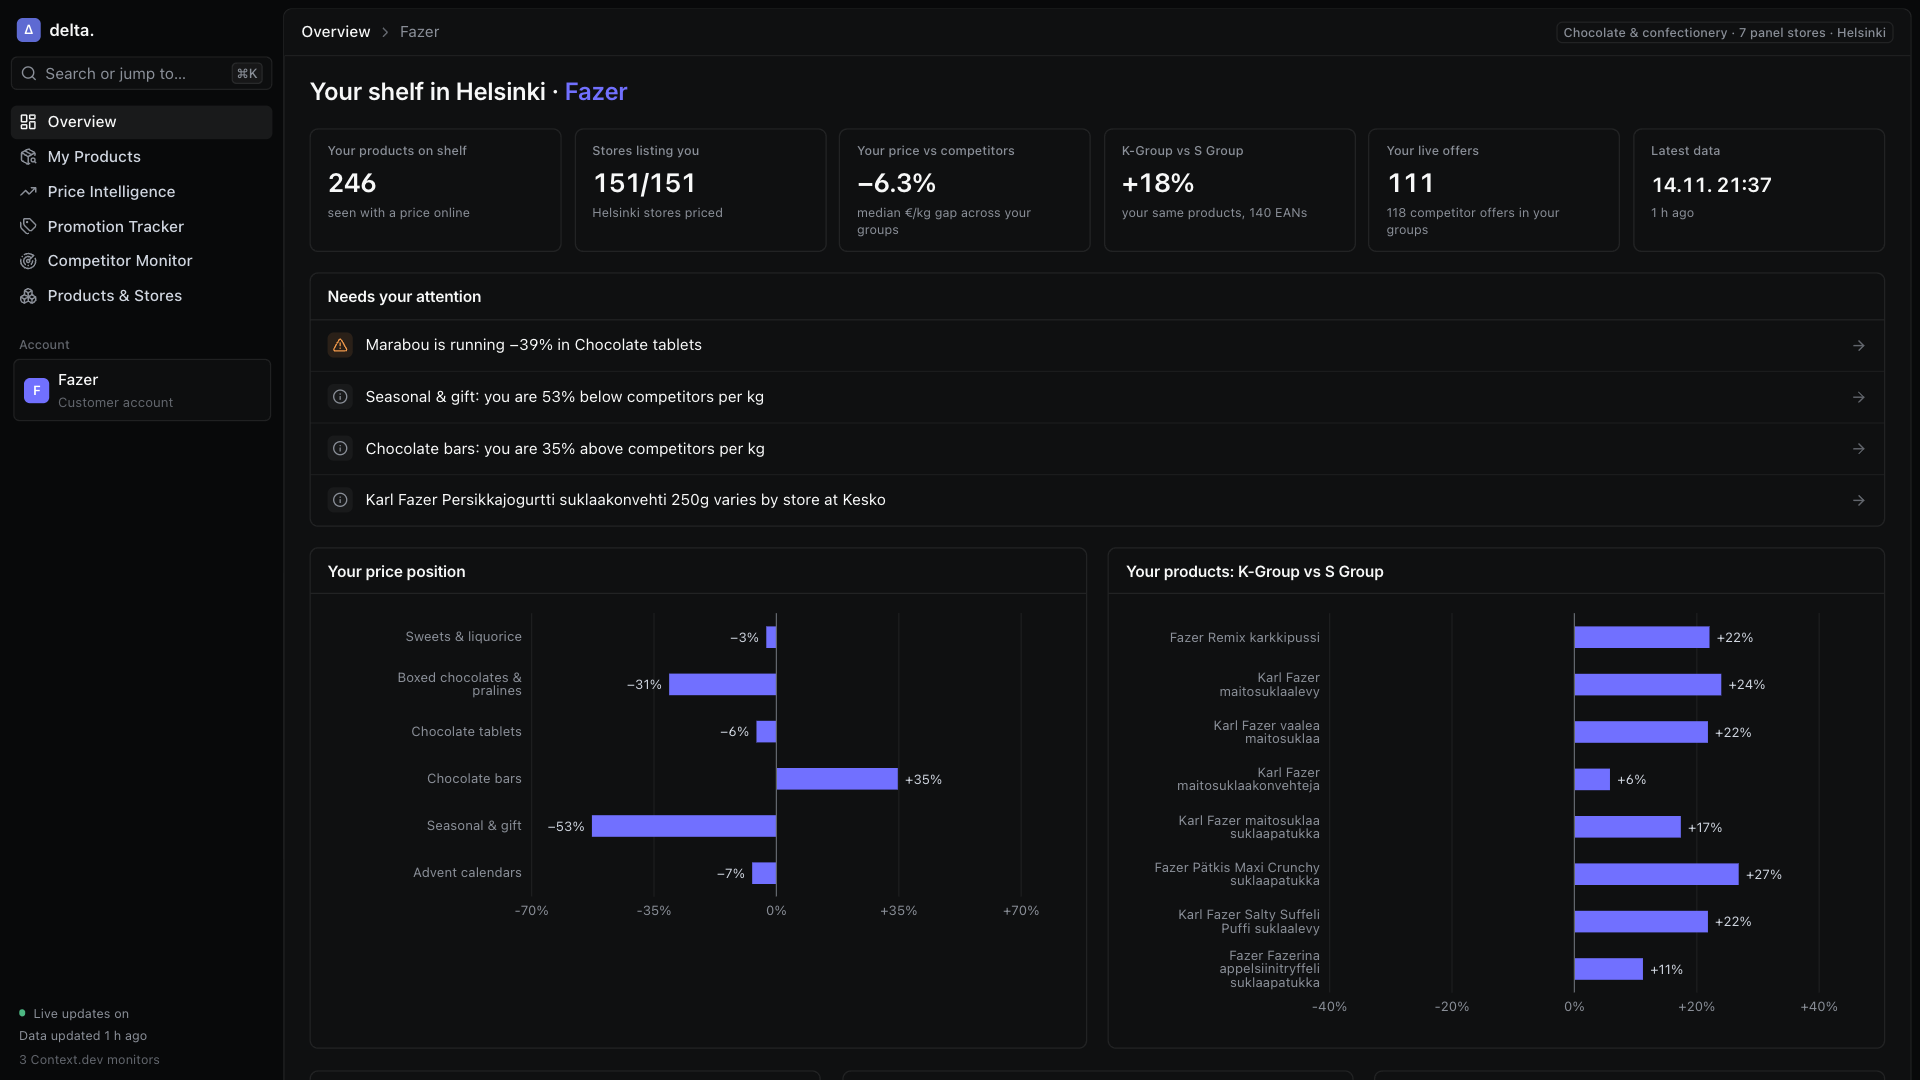 Δ delta.
Search or jump to... ⌘K
Overview
My Products
Price Intelligence
Promotion Tracker
Competitor Monitor
Products & Stores
Account
F
Fazer
Customer account
Live updates on
Data updated 1 h ago
3 Context.dev monitors
Overview > Fazer
Chocolate & confectionery · 7 panel stores · Helsinki
Your shelf in Helsinki · Fazer
Your products on shelf
246
seen with a price online
Stores listing you
151/151
Helsinki stores priced
Your price vs competitors
−6.3%
median €/kg gap across your
groups
K-Group vs S Group
+18%
your same products, 140 EANs
Your live offers
111
118 competitor offers in your
groups
Latest data
14.11. 21:37
1 h ago
Needs your attention
Marabou is running −39% in Chocolate tablets
Seasonal & gift: you are 53% below competitors per kg
Chocolate bars: you are 35% above competitors per kg
Karl Fazer Persikkajogurtti suklaakonvehti 250g varies by store at Kesko
Your price position
Sweets & liquorice −3%
Boxed chocolates &
pralines
−31%
Chocolate tablets −6%
Chocolate bars +35%
Seasonal & gift −53%
Advent calendars −7%
-70% -35% 0% +35% +70%
Your products: K-Group vs S Group
Fazer Remix karkkipussi +22%
Karl Fazer
maitosuklaalevy
+24%
Karl Fazer vaalea
maitosuklaa
+22%
Karl Fazer
maitosuklaakonvehteja
+6%
Karl Fazer maitosuklaa
suklaapatukka
+17%
Fazer Pätkis Maxi Crunchy
suklaapatukka
+27%
Karl Fazer Salty Suffeli
Puffi suklaalevy
+22%
Fazer Fazerina
appelsiinitryffeli
suklaapatukka
+11%
-40% -20% 0% +20% +40%